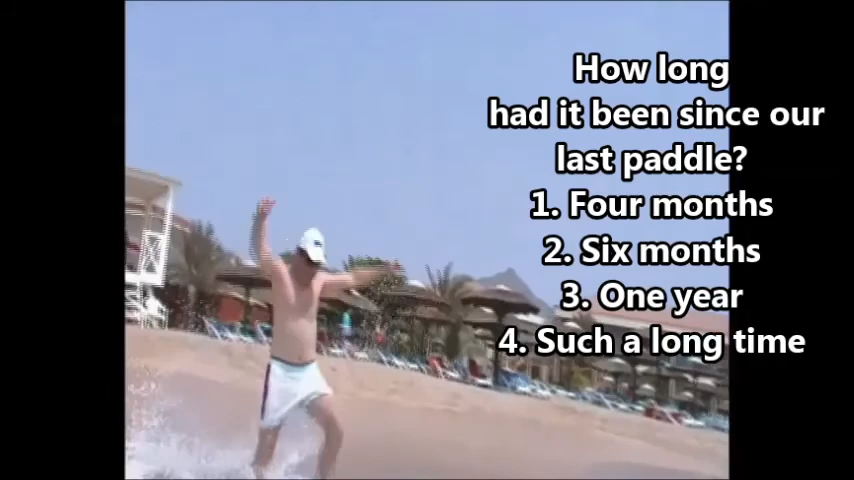 How long
had it been since our
last paddle?
1. Four months
2. Six months
3. One year
4. Such a long time